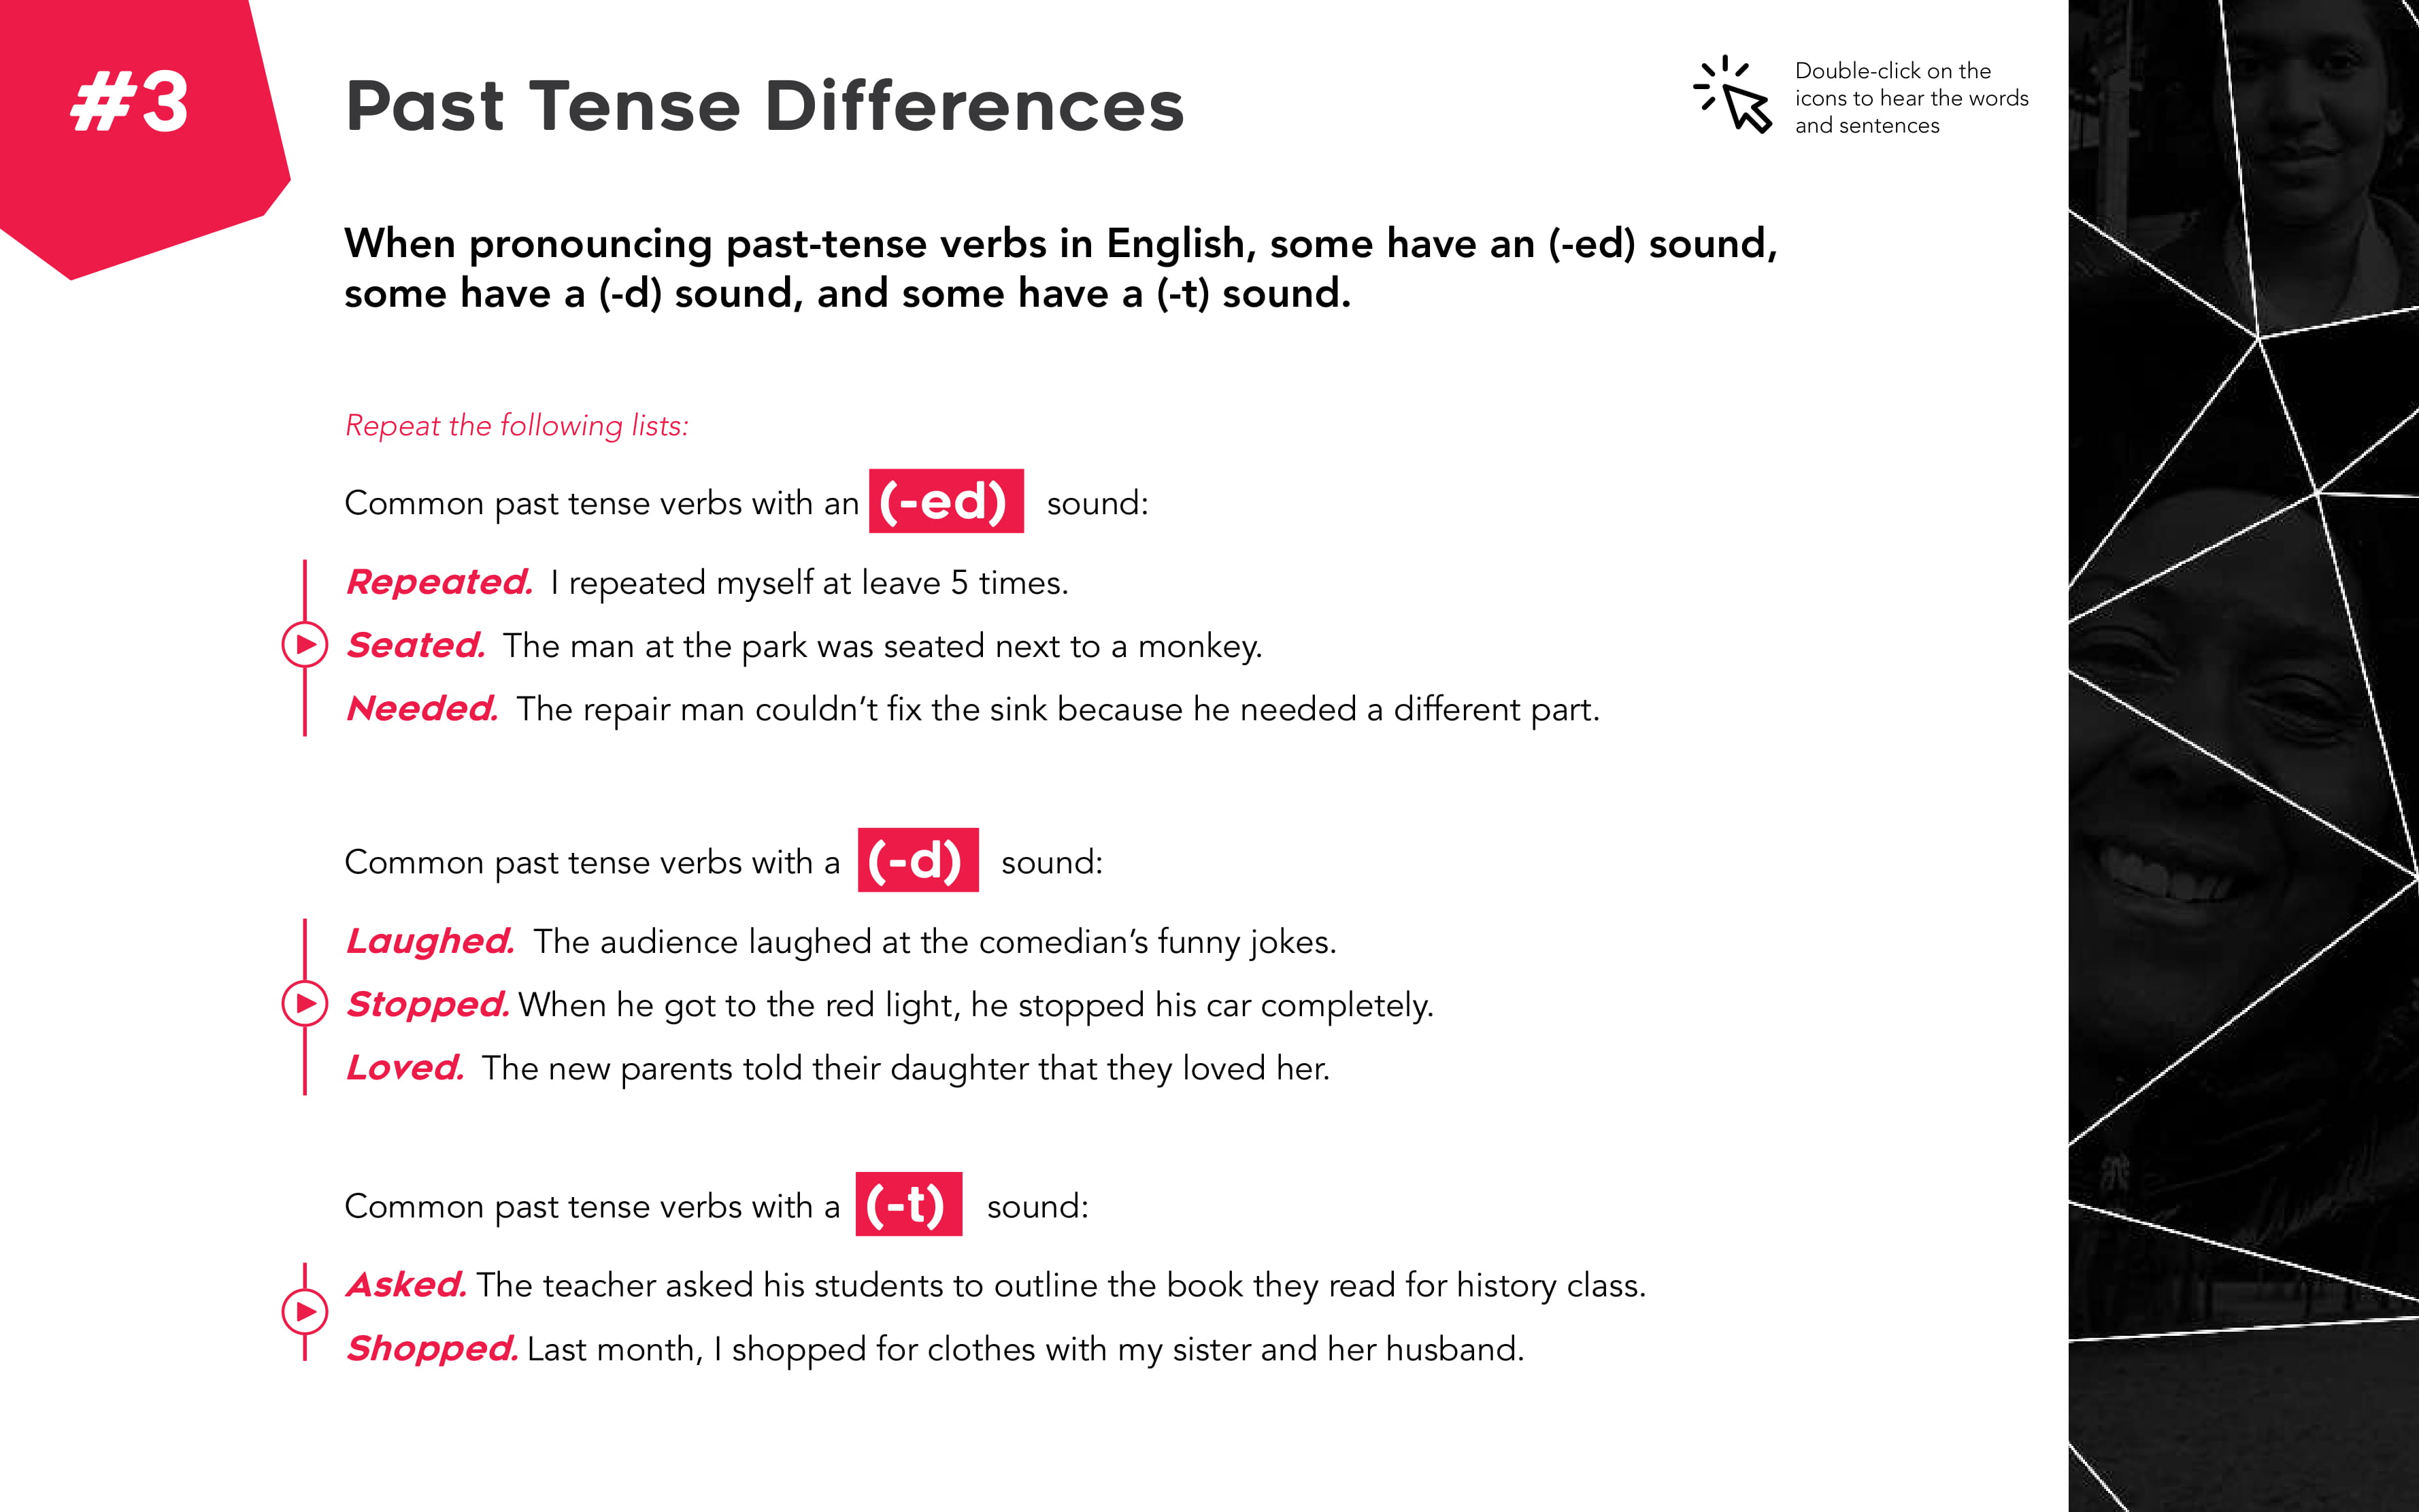 #3
Past Tense Differences
Double-click on the
icons to hear the words
and sentences
When pronouncing past-tense verbs in English, some have an (-ed) sound,
some have a (-d) sound, and some have a (-t) sound.
Repeat the following lists:
Common past tense verbs with an (-ed) sound:
Repeated. I repeated myself at leave 5 times.
Seated. The man at the park was seated next to a monkey.
Needed. The repair man couldn’t fix the sink because he needed a different part.
Common past tense verbs with a (-d) sound:
Laughed. The audience laughed at the comedian’s funny jokes.
Stopped. When he got to the red light, he stopped his car completely.
Loved. The new parents told their daughter that they loved her.
Common past tense verbs with a (-t) sound:
Asked. The teacher asked his students to outline the book they read for history class.
Shopped. Last month, I shopped for clothes with my sister and her husband.